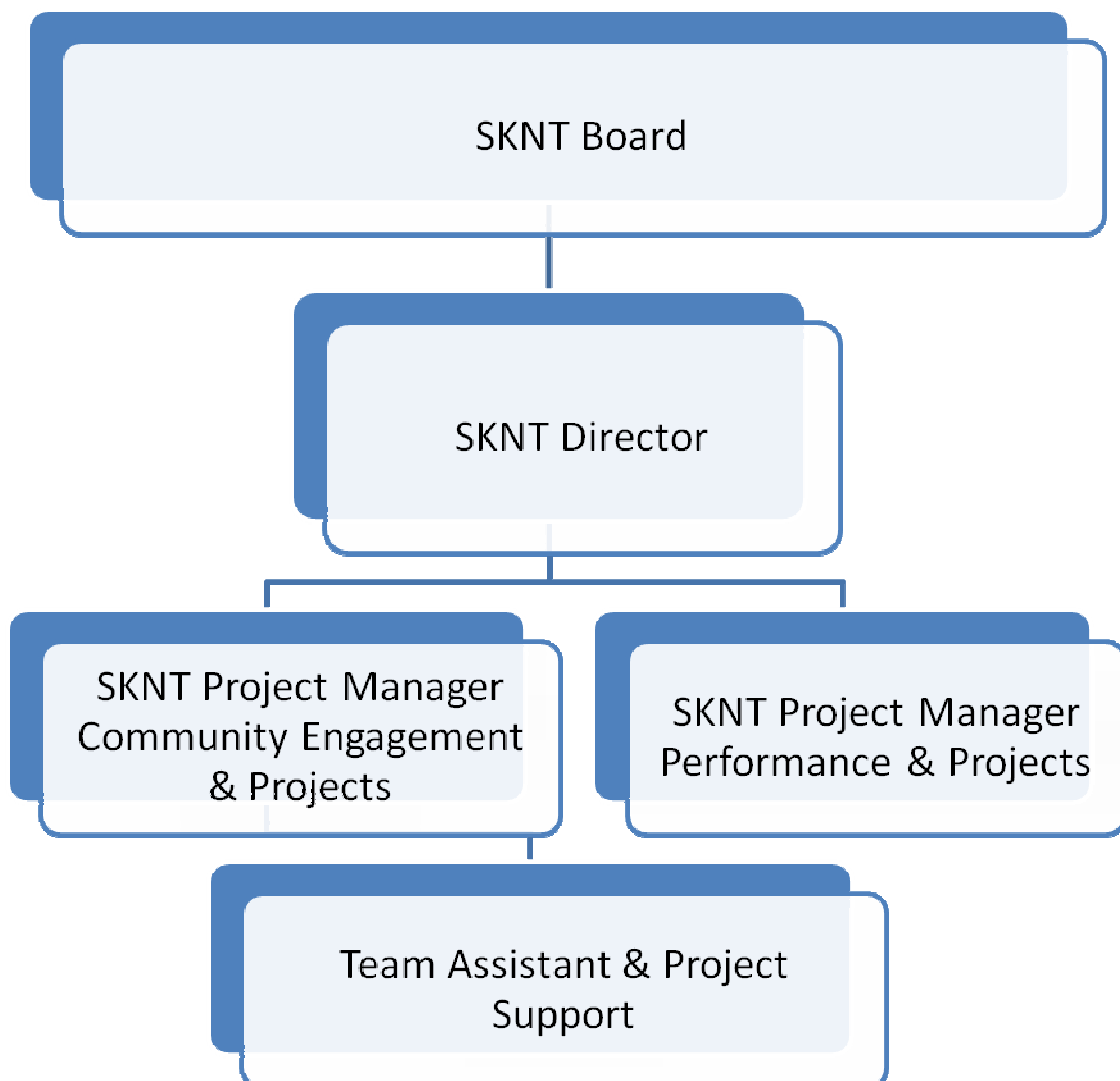 SKNT Board
SKNT Director
SKNT Project Manager
Community Engagement
& Projects
SKNT Project Manager
Performance & Projects
Team Assistant & Project
Support